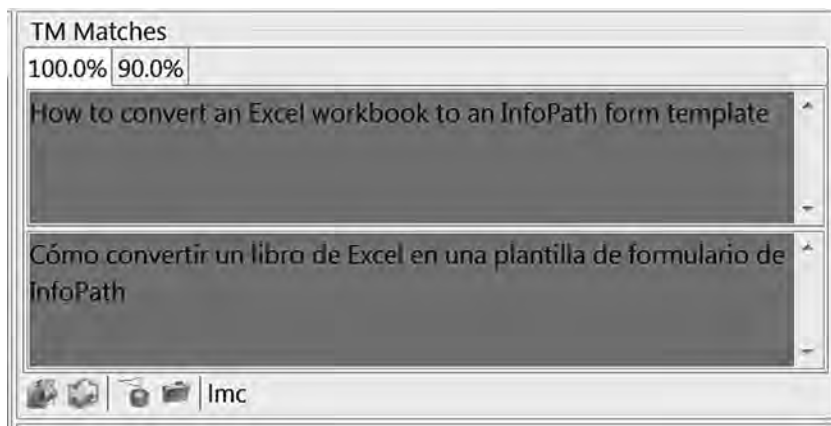 TM Matches
100.0% 90.0%
How to convert an Excel workbook to an InfoPath form template
Cómo convertir un libro de Excel en una plantilla de formulario de
InfoPath
lmc